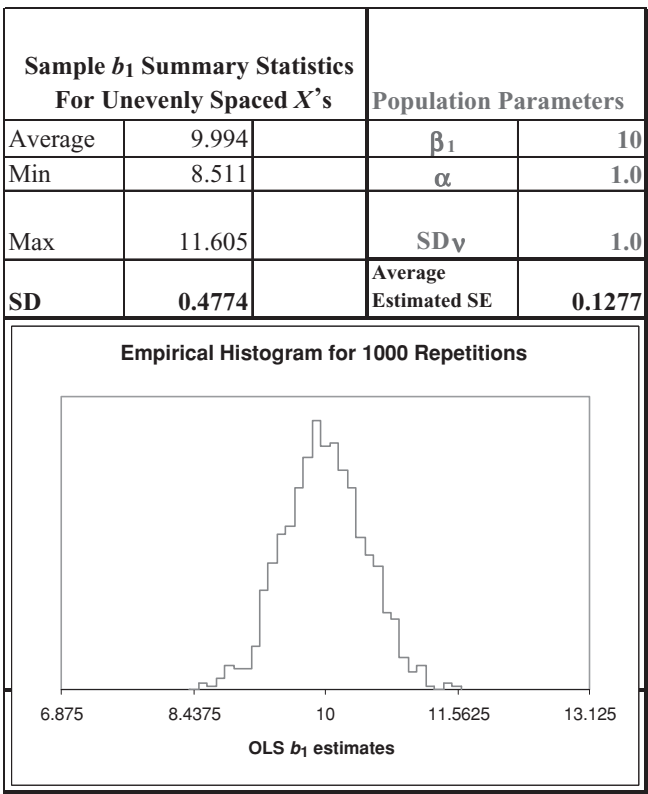 Sample b1 Summary Statistics
For Unevenly Spaced X's
Population Parameters
Average 9.994 β1 10
Min 8.511 α 1.0
Max 11.605 SDν 1.0
SD 0.4774 Average
Estimated SE 0.1277
Empirical Histogram for 1000 Repetitions
6.875 8.4375 10 11.5625 13.125
OLS b1 estimates